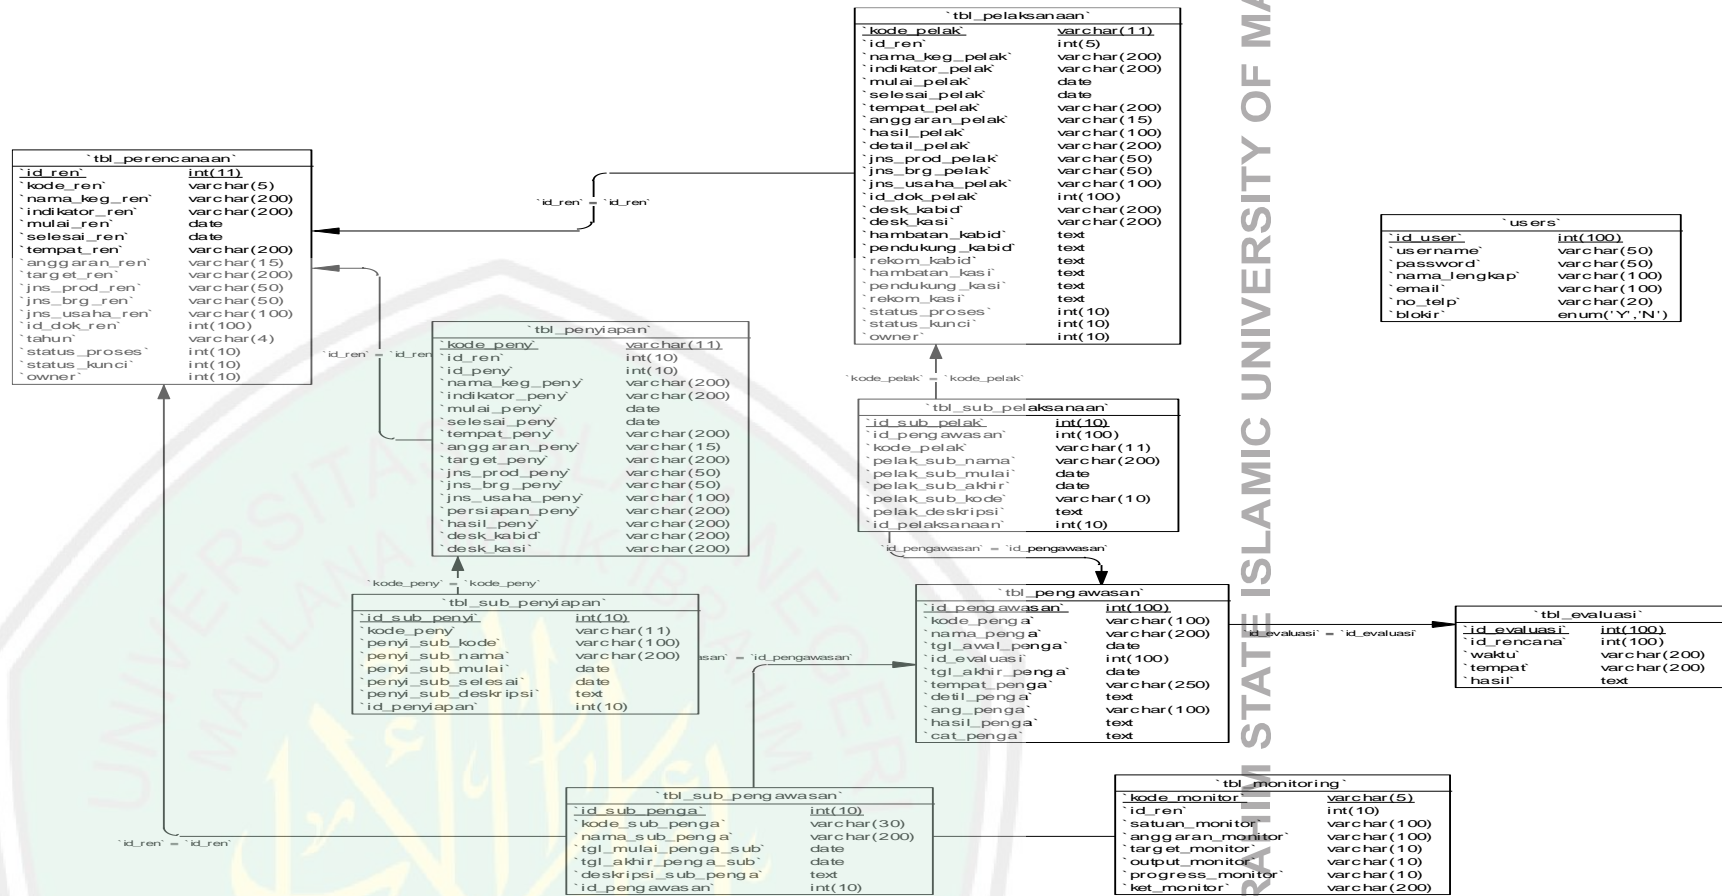 `tbl_pelaksanaan`
`kode_pelak` varchar(11)
`id_ren` int(5)
`nama_keg_pelak` varchar(200)
`indikator_pelak` varchar(200)
`mulai_pelak` date
`selesai_pelak` date
`tempat_pelak` varchar(200)
`anggaran_pelak` varchar(15)
`hasil_pelak` varchar(100)
`detail_pelak` varchar(200)
`jns_prod_pelak` varchar(50)
`jns_brg_pelak` varchar(50)
`jns_usaha_pelak` varchar(100)
`id_dok_pelak` int(100)
`desk_kabid` varchar(200)
`desk_kasi` varchar(200)
`hambatan_kabid` text
`pendukung_kabid` text
`rekom_kabid` text
`hambatan_kasi` text
`pendukung_kasi` text
`rekom_kasi` text
`status_proses` int(10)
`status_kunci` int(10)
`owner` int(10)
`tbl_perencanaan`
`id_ren` int(11)
`kode_ren` varchar(5)
`nama_keg_ren` varchar(200)
`indikator_ren` varchar(200)
`mulai_ren` date
`selesai_ren` date
`tempat_ren` varchar(200)
`anggaran_ren` varchar(15)
`target_ren` varchar(200)
`jns_prod_ren` varchar(50)
`jns_brg_ren` varchar(50)
`jns_usaha_ren` varchar(100)
`id_dok_ren` int(100)
`tahun` varchar(4)
`status_proses` int(10)
`status_kunci` int(10)
`owner` int(10)
`id_ren` = `id_ren`
`users`
`id_user` int(100)
`username` varchar(50)
`password` varchar(50)
`nama_lengkap` varchar(100)
`email` varchar(100)
`no_telp` varchar(20)
`blokir` enum('Y','N')
`id_ren` = `id_ren
`tbl_penyiapan`
`kode_peny` varchar(11)
`id_ren` int(10)
`id_peny` int(10)
`nama_keg_peny` varchar(200)
`indikator_peny` varchar(200)
`mulai_peny` date
`selesai_peny` date
`tempat_peny` varchar(200)
`anggaran_peny` varchar(15)
`target_peny` varchar(200)
`jns_prod_peny` varchar(50)
`jns_brg_peny` varchar(50)
`jns_usaha_peny` varchar(100)
`persiapan_peny` varchar(200)
`hasil_peny` varchar(200)
`desk_kabid` varchar(200)
`desk_kasi` varchar(200)
`kode_pelak` = `kode_pelak`
`tbl_sub_pelaksanaan`
`id_sub_pelak` int(10)
`id_pengawasan` int(100)
`kode_pelak` varchar(11)
`pelak_sub_nama` varchar(200)
`pelak_sub_mulai` date
`pelak_sub_akhir` date
`pelak_sub_kode` varchar(10)
`pelak_deskripsi` text
`id_pelaksanaan` int(10)
`id_pengawasan` = `id_pengawasan`
`kode_peny` = `kode_peny`
`tbl_sub_penyiapan`
`id_sub_penyi` int(10)
`kode_peny` varchar(11)
`penyi_sub_kode` varchar(100)
`penyi_sub_nama` varchar(200)
`penyi_sub_mulai` date
`penyi_sub_selesai` date
`penyi_sub_deskripsi` text
`id_penyiapan` int(10)
asan` = `id_pengawasan`
`tbl_pengawasan`
`id_pengawasan` int(100)
`kode_penga` varchar(100)
`nama_penga` varchar(200)
`tgl_awal_penga` date
`id_evaluasi` int(100)
`tgl_akhir_penga` date
`tempat_penga` varchar(250)
`detil_penga` text
`ang_penga` varchar(100)
`hasil_penga` text
`cat_penga` text
`id_evaluasi` = `id_evaluasi`
`tbl_evaluasi`
`id_evaluasi` int(100)
`id_rencana` int(100)
`waktu` varchar(200)
`tempat` varchar(200)
`hasil` text
`tbl_sub_pengawasan`
`id_sub_penga` int(10)
`kode_sub_penga` varchar(30)
`nama_sub_penga` varchar(200)
`tgl_mulai_penga_sub` date
`tgl_akhir_penga_sub` date
`deskripsi_sub_penga` text
`id_pengawasan` int(10)
`id_ren` = `id_ren`
`tbl_monitoring`
`kode_monitor` varchar(5)
`id_ren` int(10)
`satuan_monitor` varchar(100)
`anggaran_monitor` varchar(100)
`target_monitor` varchar(10)
`output_monitor` varchar(10)
`progress_monitor` varchar(10)
`ket_monitor` varchar(200)
RAHIM STATE ISLAMIC UNIVERSITY OF MA
UNIVERSITAS ISLAM NEGERI
MAULANA MALIK IBRAHIM